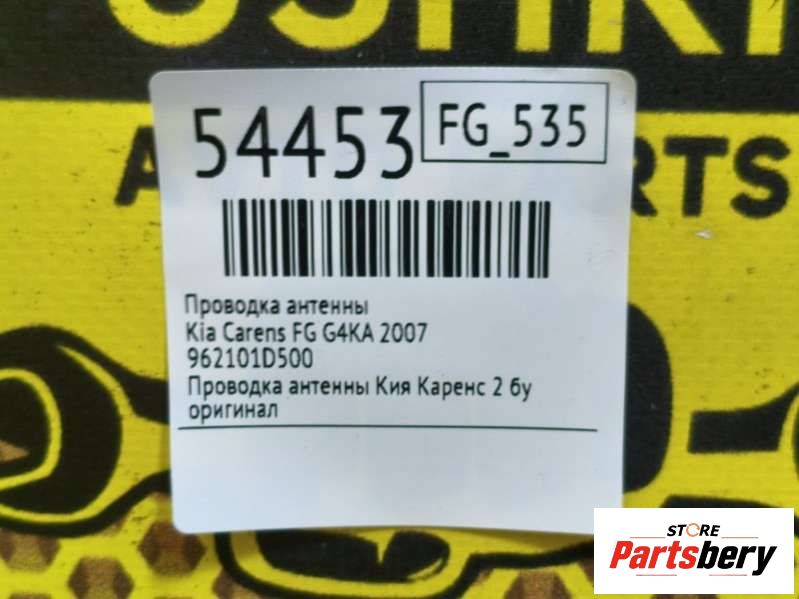 54453
FG_535
Проводка антенны
Kia Carens FG G4KA 2007
962101D500
Проводка антенны Кия Каренс 2 бу
оригинал
STORE
Partsbery